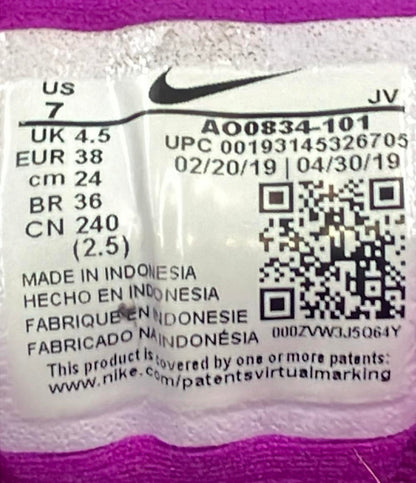 US
7
UK 4.5
EUR 38
cm 24
BR 36
CN 240
(2.5)
JV
AO0834-101
UPC 00193145326705
02/20/19 | 04/30/19
000ZVW3J5Q64Y
MADE IN INDONESIA
HECHO EN INDONESIA
FABRIQUE EN INDONESIE
FABRICADO NA INDONÉSIA
This product is covered by one or more patents:
www.nike.com/patentsvirtualmarking